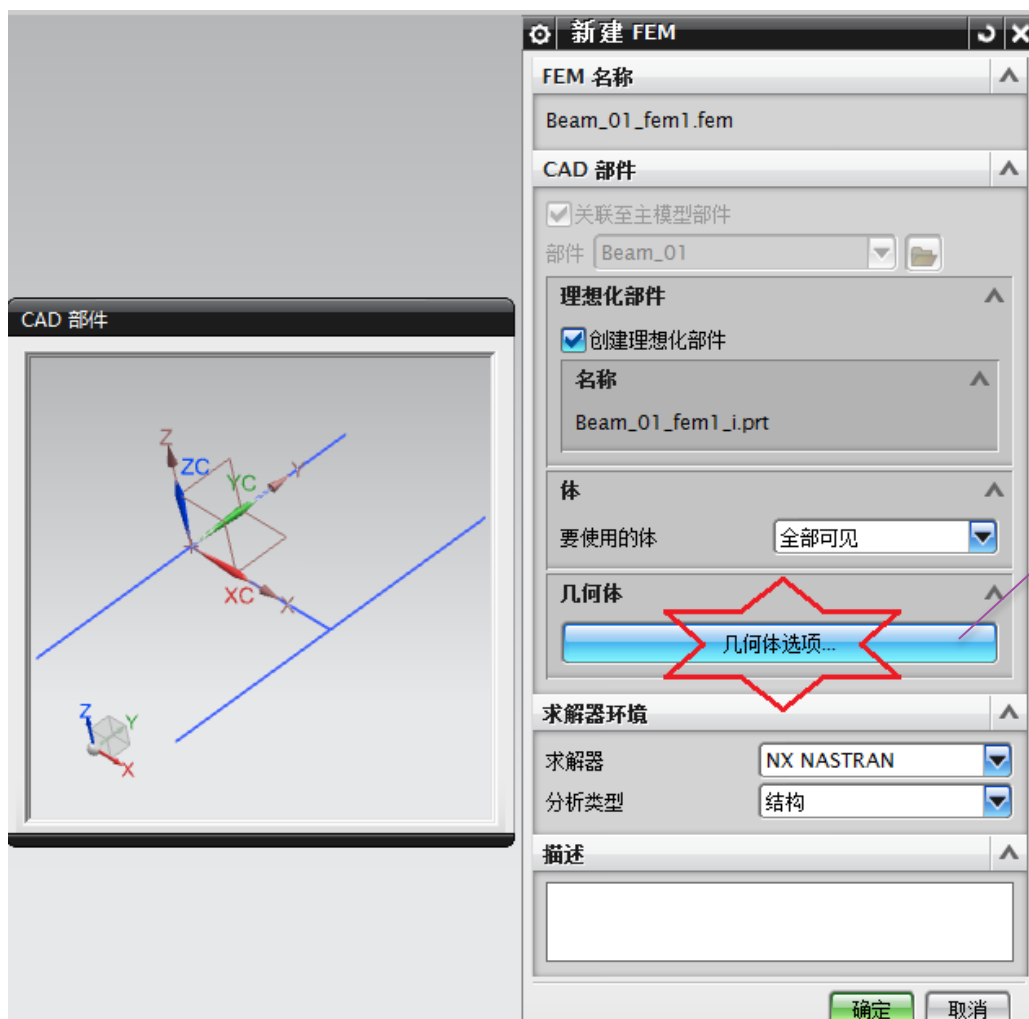 新建 FEM
FEM 名称
Beam_01_fem1.fem
CAD 部件
关联至主模型部件
部件 Beam_01
理想化部件
创建理想化部件
名称
Beam_01_fem1_i.prt
体
要使用的体 全部可见
几何体
几何体选项...
求解器环境
求解器 NX NASTRAN
分析类型 结构
描述
确定 取消
CAD 部件
Z
ZC
YC
Y
XC
X
Z
Y
X